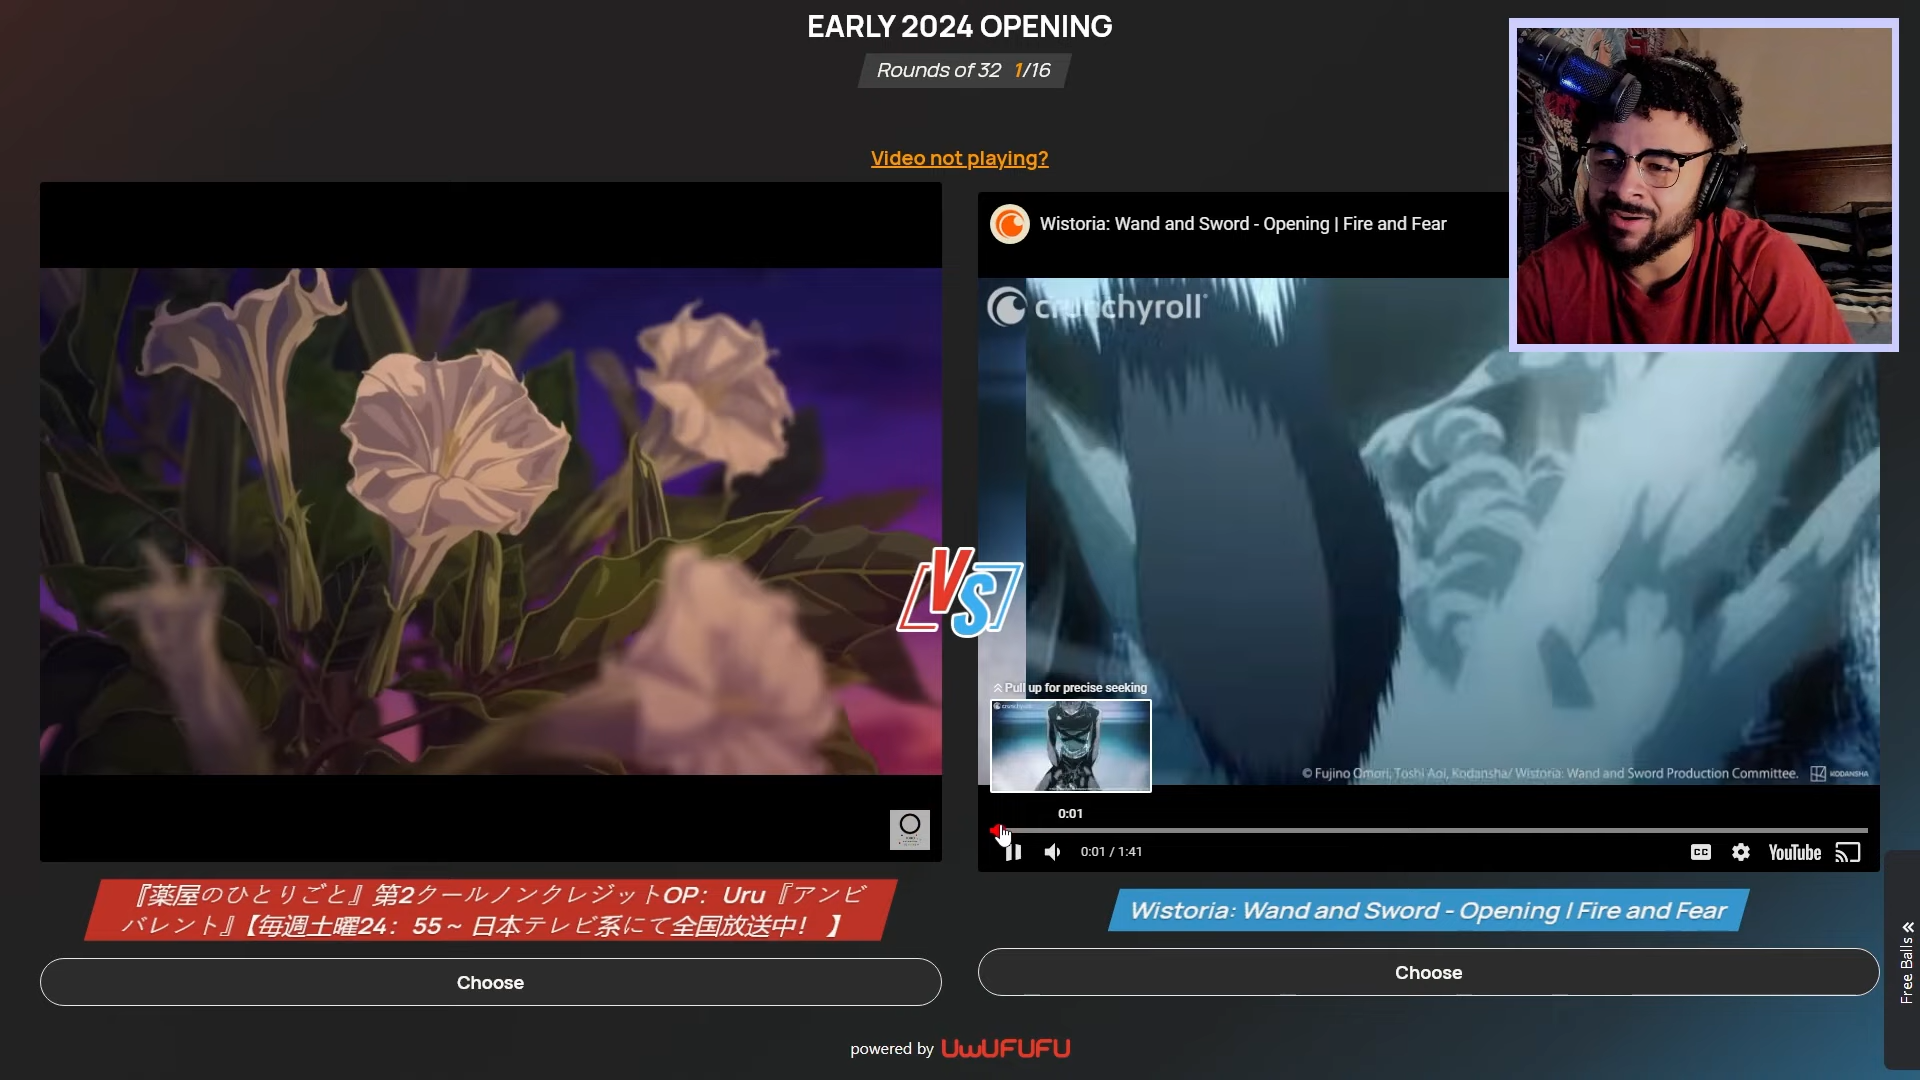 EARLY 2024 OPENING
Rounds of 32 1/16
Video not playing?
Wistoria: Wand and Sword - Opening | Fire and Fear
crunchyroll
VS
Pull up for precise seeking
© Fujino Omori, Toshi Aoi, Kodansha/ Wistoria: Wand and Sword Production Committee.
KODANSHA
0:01
0:01 / 1:41
CC
YouTube
『薬屋のひとりごと』第2クールノンクレジットOP：Uru『アンビ
バレント』【毎週土曜24：55～ 日本テレビ系にて全国放送中！ 】
Wistoria: Wand and Sword - Opening | Fire and Fear
Choose
Choose
Free Balls
powered by UwUFUFU